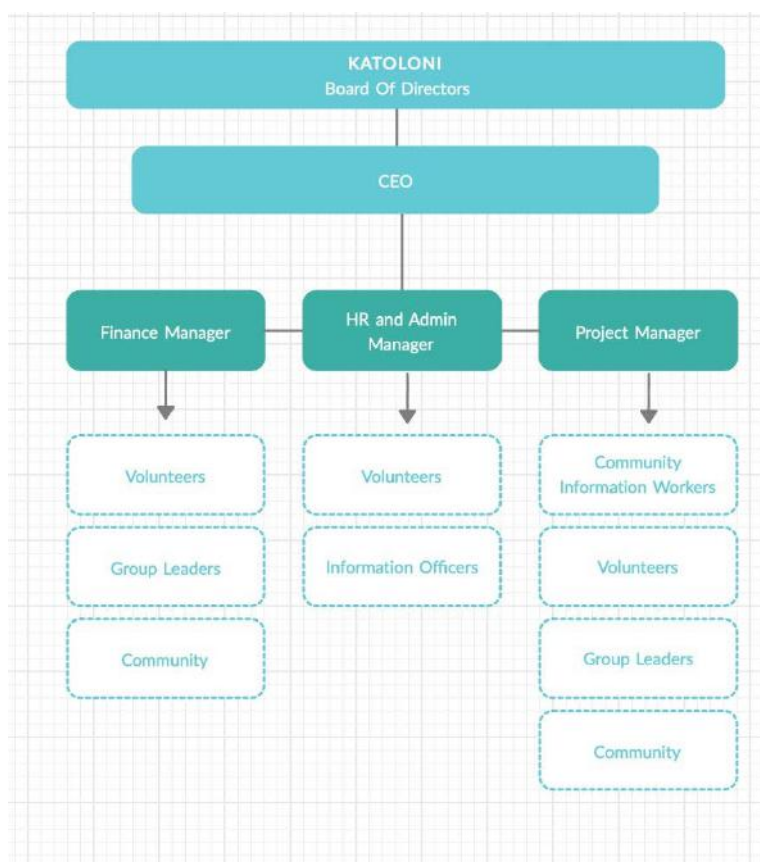 KATOLONI
Board Of Directors
CEO
Finance Manager
HR and Admin
Manager
Project Manager
Volunteers
Group Leaders
Community
Volunteers
Information Officers
Community
Information Workers
Volunteers
Group Leaders
Community